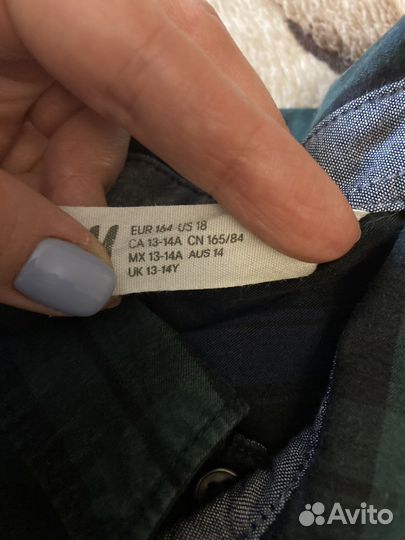 EUR 164 US 18
CA 13-14A CN 165/84
MX 13-14A AUS 14
UK 13-14Y
Avito